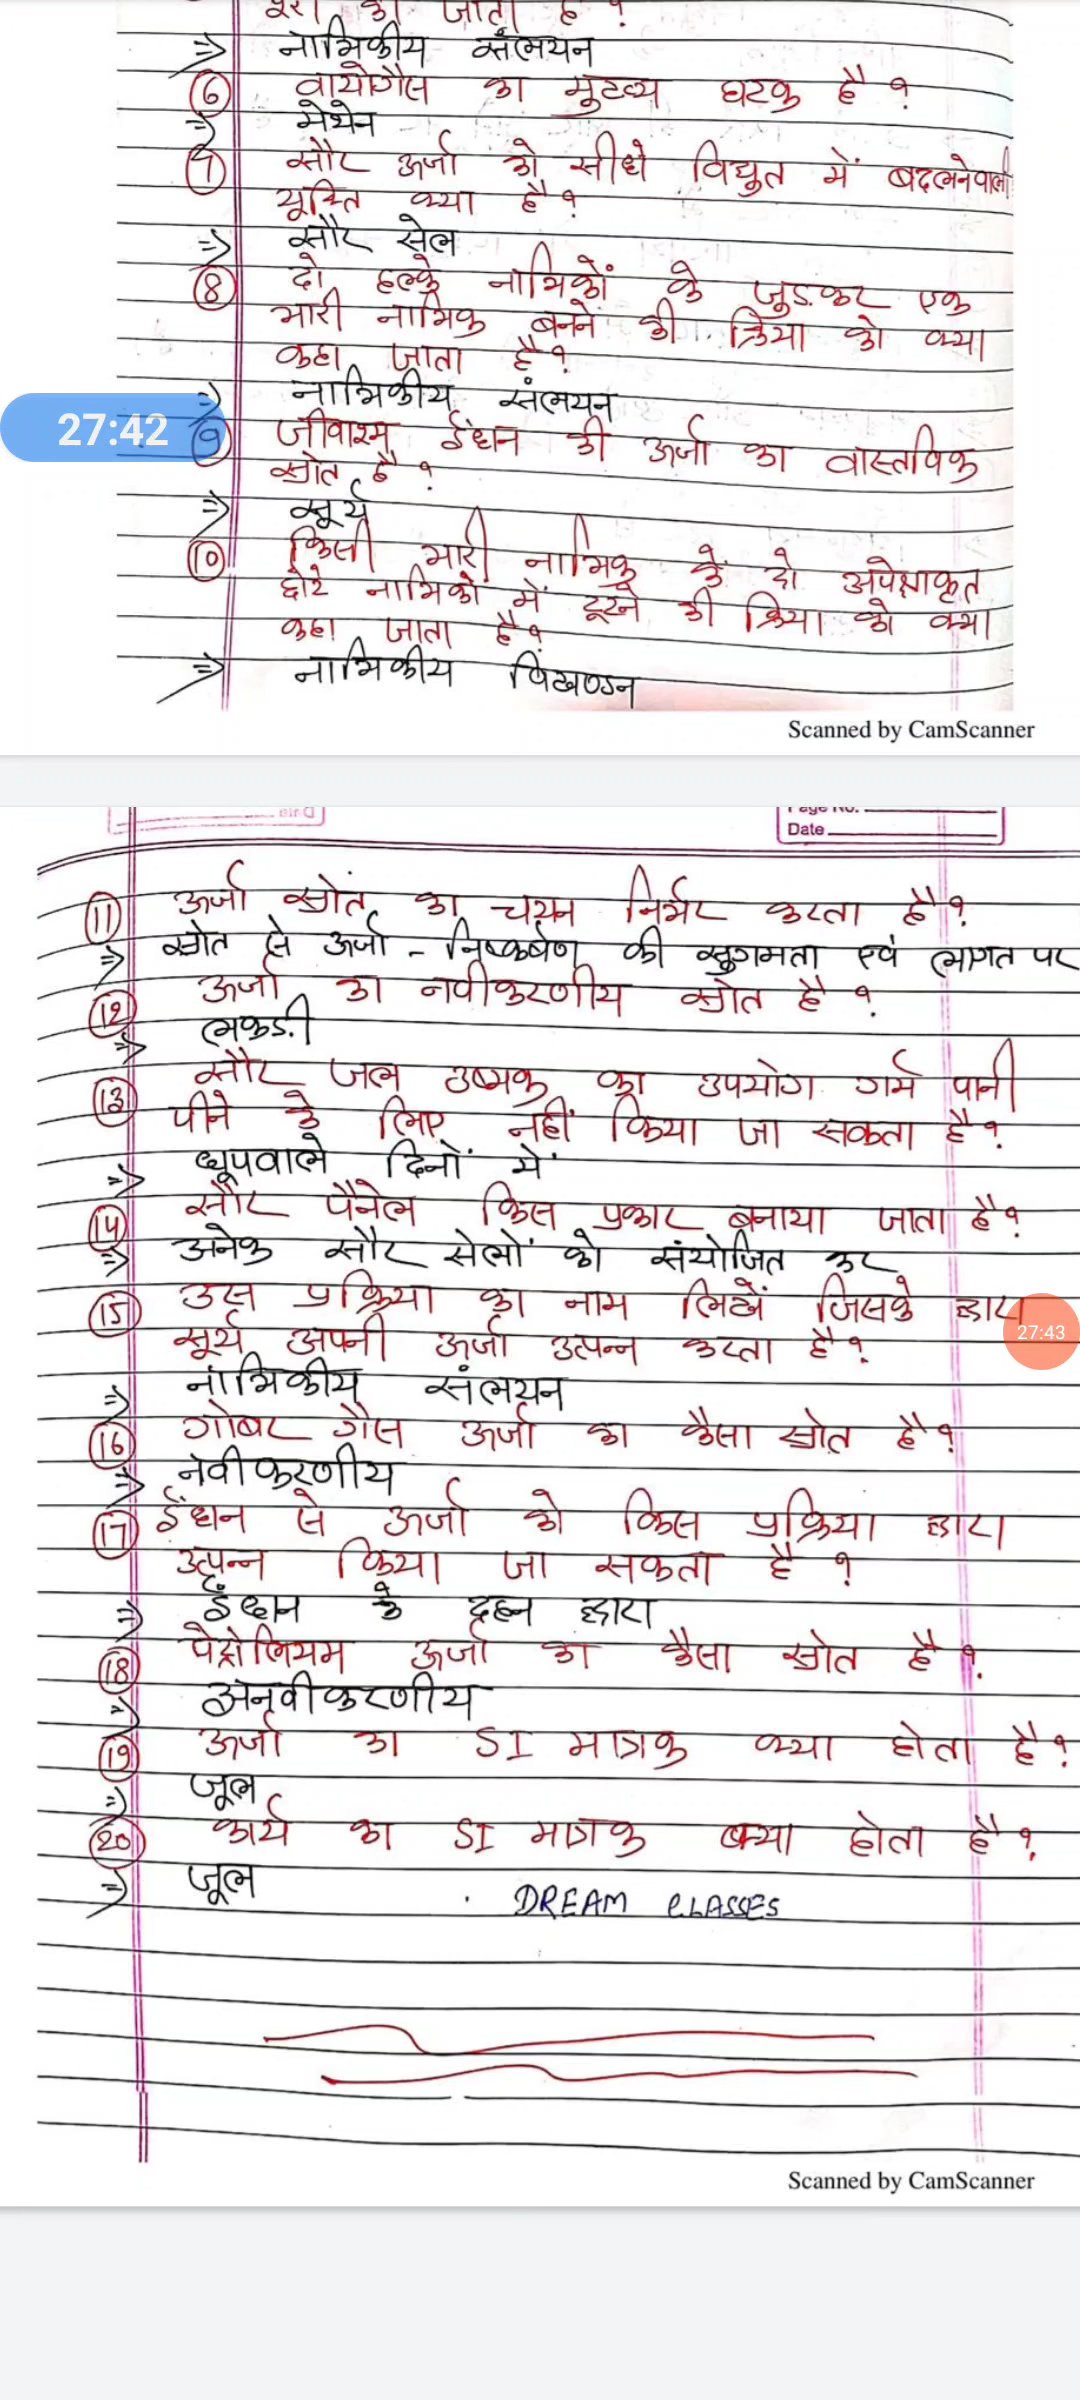 की जाती है ?
⇒ नाभिकीय संलयन
6 वायोगैस का मुख्य घटक है ?
⇒ मेथेन
7 सौर ऊर्जा को सीधे विद्युत में बदलनेवाली
युक्ति क्या है ?
⇒ सौर सेल
8 दो हल्के नाभिकों के जुड़कर एक
भारी नाभिक बनने की क्रिया को क्या
कहा जाता है ?
⇒ नाभिकीय संलयन
27:42
9 जीवाश्म ईंधन की ऊर्जा का वास्तविक
स्रोत है ?
⇒ सूर्य
10 किसी भारी नाभिक के दो अपेक्षाकृत
छोटे नाभिको में टूटने की क्रिया को क्या
कहा जाता है ?
⇒ नाभिकीय विखण्डन
Scanned by CamScanner
Page No.
Date
11 ऊर्जा स्रोत का चयन निर्भर करता है ?
⇒ स्रोत से ऊर्जा - निष्कर्षण की सुगमता एवं लागत पर
12 ऊर्जा का नवीकरणीय स्रोत है ?
⇒ लकड़ी
13 सौर जल उष्मक का उपयोग गर्म पानी
पीने के लिए नहीं किया जा सकता है ?
⇒ धूपवाले दिनों में
14 सौर पैनेल किस प्रकार बनाया जाता है ?
⇒ अनेक सौर सेलों को संयोजित कर
15 उस प्रक्रिया का नाम लिखें जिसके द्वारा
सूर्य अपनी ऊर्जा उत्पन्न करता है ?
27:43
⇒ नाभिकीय संलयन
16 गोबर गैस ऊर्जा का कैसा स्रोत है ?
⇒ नवीकरणीय
17 ईंधन से ऊर्जा को किस प्रक्रिया द्वारा
उत्पन्न किया जा सकता है ?
⇒ ईंधन के दहन द्वारा
18 पेट्रोलियम ऊर्जा का कैसा स्रोत है ?
⇒ अनवीकरणीय
19 ऊर्जा का SI मात्रक क्या होता है ?
⇒ जूल
20 कार्य का SI मात्रक क्या होता है ?
⇒ जूल
DREAM CLASSES
Scanned by CamScanner